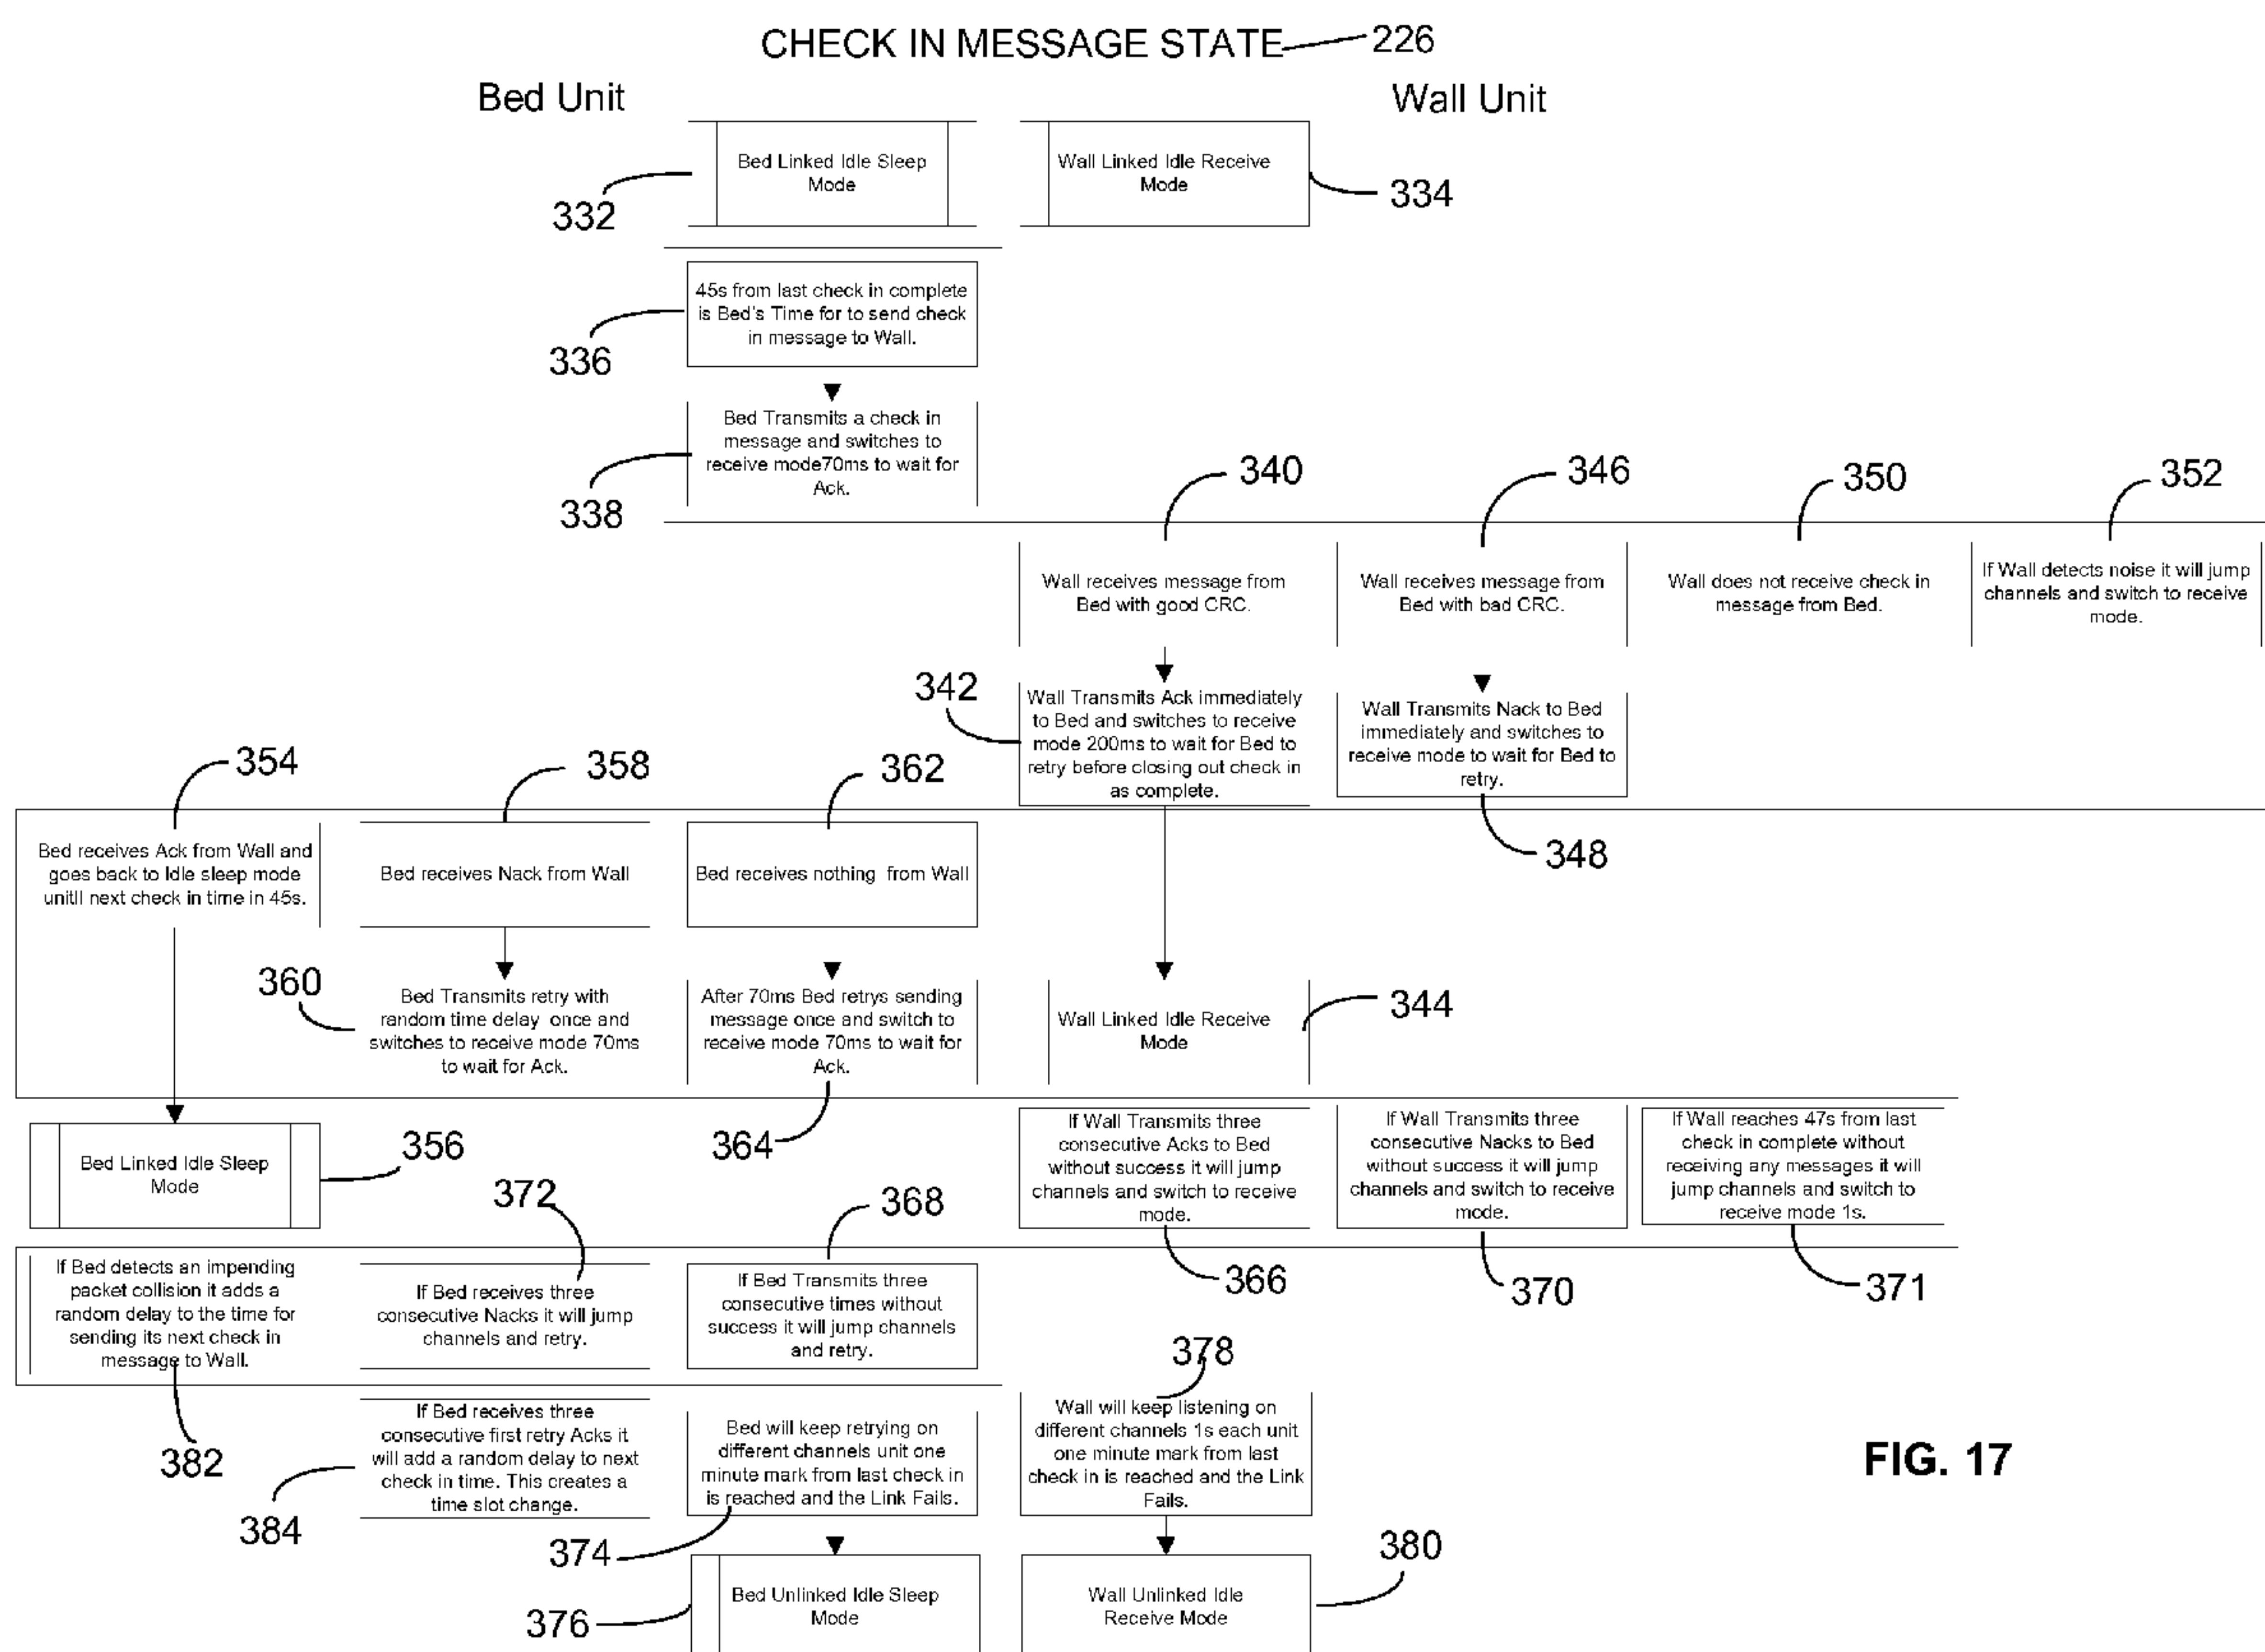 CHECK IN MESSAGE STATE 226
Bed Unit
Wall Unit
Bed Linked Idle Sleep
Mode
332
Wall Linked Idle Receive
Mode
334
45s from last check in complete
is Bed's Time for to send check
in message to Wall.
336
Bed Transmits a check in
message and switches to
receive mode70ms to wait for
Ack.
338
340
346
350
352
Wall receives message from
Bed with good CRC.
Wall receives message from
Bed with bad CRC.
Wall does not receive check in
message from Bed.
If Wall detects noise it will jump
channels and switch to receive
mode.
342
Wall Transmits Ack immediately
to Bed and switches to receive
mode 200ms to wait for Bed to
retry before closing out check in
as complete.
Wall Transmits Nack to Bed
immediately and switches to
receive mode to wait for Bed to
retry.
348
354
358
362
Bed receives Ack from Wall and
goes back to Idle sleep mode
unitll next check in time in 45s.
Bed receives Nack from Wall
Bed receives nothing from Wall
360
Bed Transmits retry with
random time delay once and
switches to receive mode 70ms
to wait for Ack.
After 70ms Bed retrys sending
message once and switch to
receive mode 70ms to wait for
Ack.
364
Wall Linked Idle Receive
Mode
344
Bed Linked Idle Sleep
Mode
356
If Wall Transmits three
consecutive Acks to Bed
without success it will jump
channels and switch to receive
mode.
366
If Wall Transmits three
consecutive Nacks to Bed
without success it will jump
channels and switch to receive
mode.
370
If Wall reaches 47s from last
check in complete without
receiving any messages it will
jump channels and switch to
receive mode 1s.
371
372
368
If Bed detects an impending
packet collision it adds a
random delay to the time for
sending its next check in
message to Wall.
382
If Bed receives three
consecutive Nacks it will jump
channels and retry.
If Bed Transmits three
consecutive times without
success it will jump channels
and retry.
378
If Bed receives three
consecutive first retry Acks it
will add a random delay to next
check in time. This creates a
time slot change.
384
Bed will keep retrying on
different channels unit one
minute mark from last check in
is reached and the Link Fails.
374
Wall will keep listening on
different channels 1s each unit
one minute mark from last
check in is reached and the Link
Fails.
FIG. 17
Bed Unlinked Idle Sleep
Mode
376
Wall Unlinked Idle
Receive Mode
380